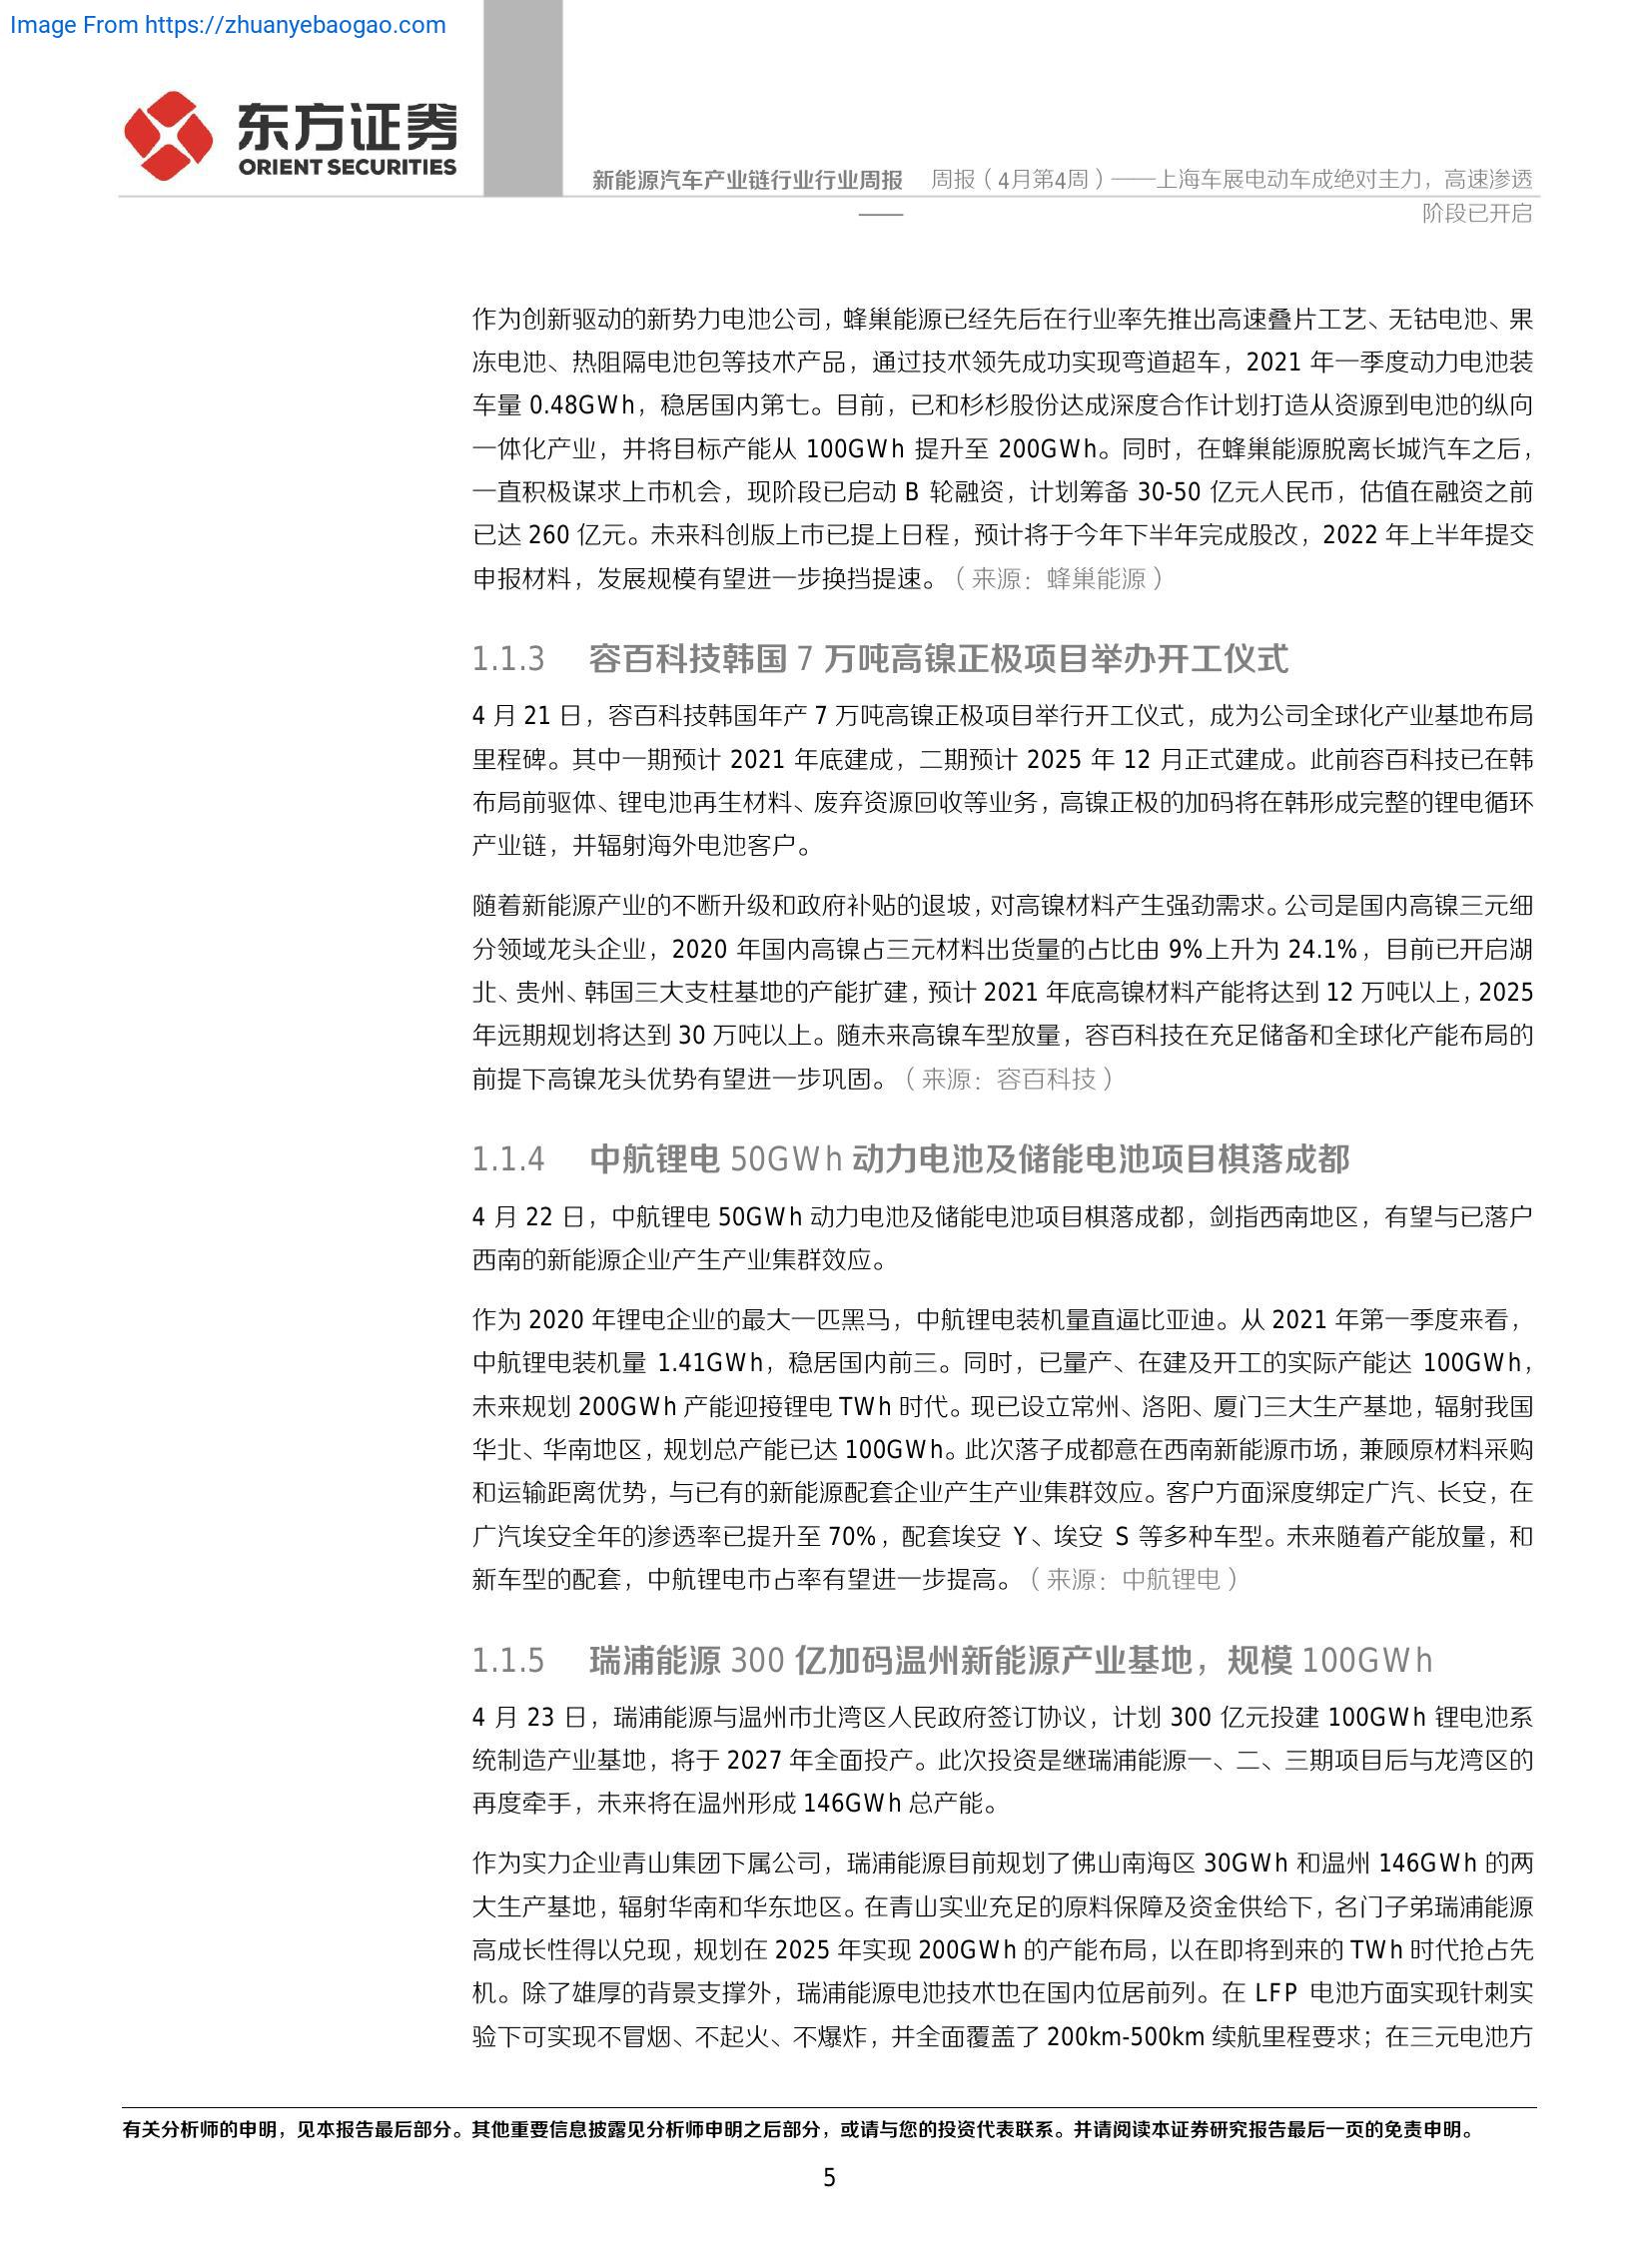 Image From https://zhuanyebaogao.com
东方证券
ORIENT SECURITIES
新能源汽车产业链行业行业周报 周报（4月第4周）——上海车展电动车成绝对主力，高速渗透
——
阶段已开启
作为创新驱动的新势力电池公司，蜂巢能源已经先后在行业率先推出高速叠片工艺、无钴电池、果
冻电池、热阻隔电池包等技术产品，通过技术领先成功实现弯道超车，2021 年一季度动力电池装
车量 0.48GWh，稳居国内第七。目前，已和杉杉股份达成深度合作计划打造从资源到电池的纵向
一体化产业，并将目标产能从 100GWh 提升至 200GWh。同时，在蜂巢能源脱离长城汽车之后，
一直积极谋求上市机会，现阶段已启动 B 轮融资，计划筹备 30-50 亿元人民币，估值在融资之前
已达 260 亿元。未来科创版上市已提上日程，预计将于今年下半年完成股改，2022 年上半年提交
申报材料，发展规模有望进一步换挡提速。（来源：蜂巢能源）
1.1.3 容百科技韩国 7 万吨高镍正极项目举办开工仪式
4 月 21 日，容百科技韩国年产 7 万吨高镍正极项目举行开工仪式，成为公司全球化产业基地布局
里程碑。其中一期预计 2021 年底建成，二期预计 2025 年 12 月正式建成。此前容百科技已在韩
布局前驱体、锂电池再生材料、废弃资源回收等业务，高镍正极的加码将在韩形成完整的锂电循环
产业链，并辐射海外电池客户。
随着新能源产业的不断升级和政府补贴的退坡，对高镍材料产生强劲需求。公司是国内高镍三元细
分领域龙头企业，2020 年国内高镍占三元材料出货量的占比由 9%上升为 24.1%，目前已开启湖
北、贵州、韩国三大支柱基地的产能扩建，预计 2021 年底高镍材料产能将达到 12 万吨以上，2025
年远期规划将达到 30 万吨以上。随未来高镍车型放量，容百科技在充足储备和全球化产能布局的
前提下高镍龙头优势有望进一步巩固。（来源：容百科技）
1.1.4 中航锂电 50GWh 动力电池及储能电池项目棋落成都
4 月 22 日，中航锂电 50GWh 动力电池及储能电池项目棋落成都，剑指西南地区，有望与已落户
西南的新能源企业产生产业集群效应。
作为 2020 年锂电企业的最大一匹黑马，中航锂电装机量直逼比亚迪。从 2021 年第一季度来看，
中航锂电装机量 1.41GWh，稳居国内前三。同时，已量产、在建及开工的实际产能达 100GWh，
未来规划 200GWh 产能迎接锂电 TWh 时代。现已设立常州、洛阳、厦门三大生产基地，辐射我国
华北、华南地区，规划总产能已达 100GWh。此次落子成都意在西南新能源市场，兼顾原材料采购
和运输距离优势，与已有的新能源配套企业产生产业集群效应。客户方面深度绑定广汽、长安，在
广汽埃安全年的渗透率已提升至 70%，配套埃安 Y、埃安 S 等多种车型。未来随着产能放量，和
新车型的配套，中航锂电市占率有望进一步提高。（来源：中航锂电）
1.1.5 瑞浦能源 300 亿加码温州新能源产业基地，规模 100GWh
4 月 23 日，瑞浦能源与温州市北湾区人民政府签订协议，计划 300 亿元投建 100GWh 锂电池系
统制造产业基地，将于 2027 年全面投产。此次投资是继瑞浦能源一、二、三期项目后与龙湾区的
再度牵手，未来将在温州形成 146GWh 总产能。
作为实力企业青山集团下属公司，瑞浦能源目前规划了佛山南海区 30GWh 和温州 146GWh 的两
大生产基地，辐射华南和华东地区。在青山实业充足的原料保障及资金供给下，名门子弟瑞浦能源
高成长性得以兑现，规划在 2025 年实现 200GWh 的产能布局，以在即将到来的 TWh 时代抢占先
机。除了雄厚的背景支撑外，瑞浦能源电池技术也在国内位居前列。在 LFP 电池方面实现针刺实
验下可实现不冒烟、不起火、不爆炸，并全面覆盖了 200km-500km 续航里程要求；在三元电池方
有关分析师的申明，见本报告最后部分。其他重要信息披露见分析师申明之后部分，或请与您的投资代表联系。并请阅读本证券研究报告最后一页的免责申明。
5